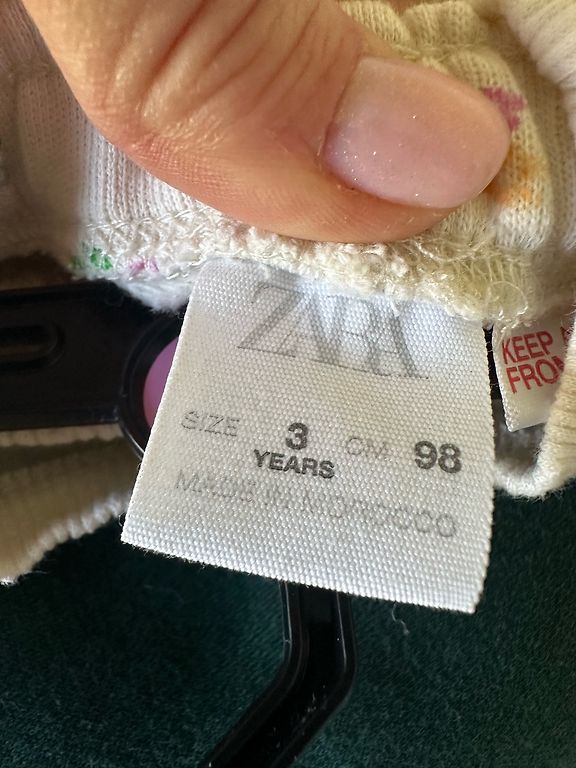 ZARA
SIZE 3 CM 98
YEARS
MADE IN MOROCCO
KEEP
FROM